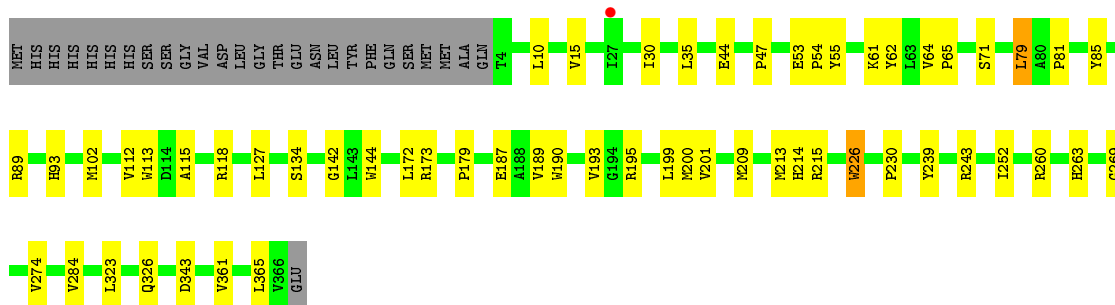 MET HIS HIS HIS HIS HIS HIS SER SER GLY VAL ASP LEU GLY THR GLU ASN LEU TYR PHE GLN SER MET MET ALA GLN T4 L10 V15 I27 I30 L35 E44 P47 E53 P54 Y55 K61 Y62 L63 V64 P65 S71 L79 A80 P81 Y85
R89 H93 M102 V112 W113 D114 A115 R118 L127 S134 G142 L143 W144 L172 R173 P179 E187 A188 V189 W190 V193 G194 R195 L199 M200 V201 M209 M213 H214 R215 W226 P230 Y239 R243 I252 R260 H263
V274 V284 L323 Q326 D343 V361 L365 V366 GLU